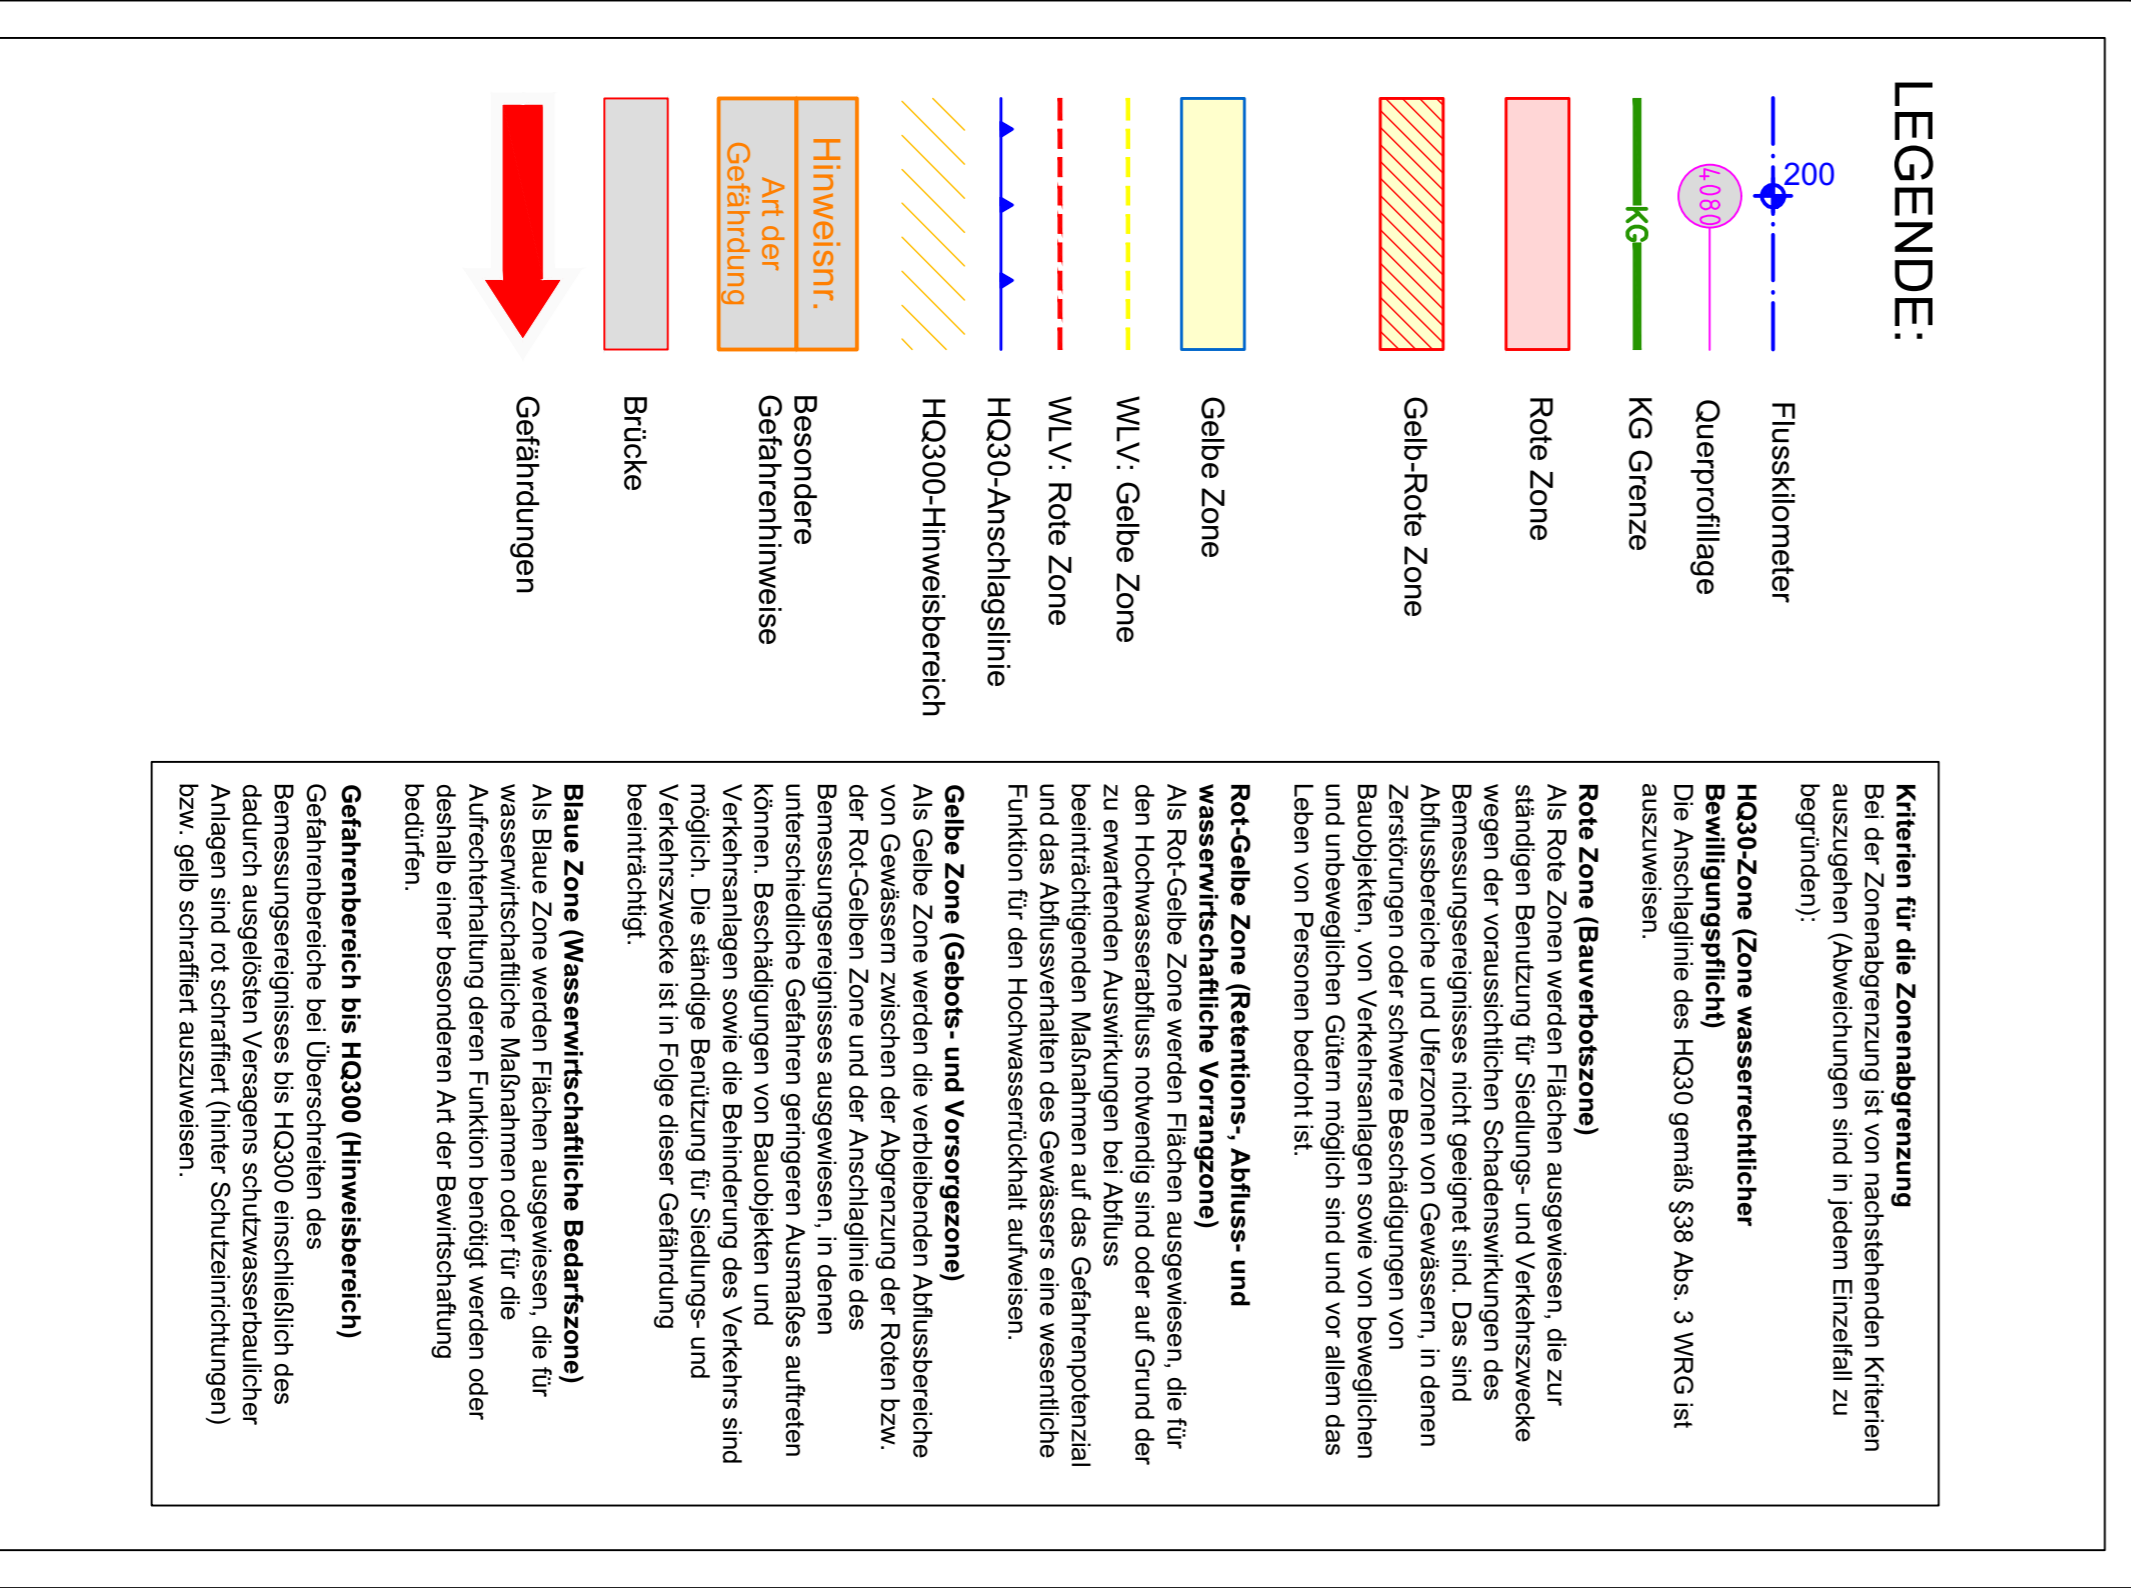 LEGENDE:
200
Flusskilometer
4080
Querprofillage
KG
KG Grenze
Rote Zone
Gelb-Rote Zone
Gelbe Zone
WLV: Gelbe Zone
WLV: Rote Zone
HQ30-Anschlagslinie
HQ300-Hinweisbereich
Hinweisnr.
Art der
Gefährdung
Besondere
Gefahrenhinweise
Brücke
Gefährdungen
Kriterien für die Zonenabgrenzung
Bei der Zonenabgrenzung ist von nachstehenden Kriterien
auszugehen (Abweichungen sind in jedem Einzelfall zu
begründen):
HQ30-Zone (Zone wasserrechtlicher
Bewilligungspflicht)
Die Anschlaglinie des HQ30 gemäß §38 Abs. 3 WRG ist
auszuweisen.
Rote Zone (Bauverbotszone)
Als Rote Zonen werden Flächen ausgewiesen, die zur
ständigen Benutzung für Siedlungs- und Verkehrszwecke
wegen der voraussichtlichen Schadenswirkungen des
Bemessungsereignisses nicht geeignet sind. Das sind
Abflussbereiche und Uferzonen von Gewässern, in denen
Zerstörungen oder schwere Beschädigungen von
Bauobjekten, von Verkehrsanlagen sowie von beweglichen
und unbeweglichen Gütern möglich sind und vor allem das
Leben von Personen bedroht ist.
Rot-Gelbe Zone (Retentions-, Abfluss- und
wasserwirtschaftliche Vorrangzone)
Als Rot-Gelbe Zone werden Flächen ausgewiesen, die für
den Hochwasserabfluss notwendig sind oder auf Grund der
zu erwartenden Auswirkungen bei Abfluss
beeinträchtigenden Maßnahmen auf das Gefahrenpotenzial
und das Abflussverhalten des Gewässers eine wesentliche
Funktion für den Hochwasserrückhalt aufweisen.
Gelbe Zone (Gebots- und Vorsorgezone)
Als Gelbe Zone werden die verbleibenden Abflussbereiche
von Gewässern zwischen der Abgrenzung der Roten bzw.
der Rot-Gelben Zone und der Anschlaglinie des
Bemessungsereignisses ausgewiesen, in denen
unterschiedliche Gefahren geringeren Ausmaßes auftreten
können. Beschädigungen von Bauobjekten und
Verkehrsanlagen sowie die Behinderung des Verkehrs sind
möglich. Die ständige Benützung für Siedlungs- und
Verkehrszwecke ist in Folge dieser Gefährdung
beeinträchtigt.
Blaue Zone (Wasserwirtschaftliche Bedarfszone)
Als Blaue Zone werden Flächen ausgewiesen, die für
wasserwirtschaftliche Maßnahmen oder für die
Aufrechterhaltung deren Funktion benötigt werden oder
deshalb einer besonderen Art der Bewirtschaftung
bedürfen.
Gefahrenbereich bis HQ300 (Hinweisbereich)
Gefahrenbereiche bei Überschreiten des
Bemessungsereignisses bis HQ300 einschließlich des
dadurch ausgelösten Versagens schutzwasserbaulicher
Anlagen sind rot schraffiert (hinter Schutzeinrichtungen)
bzw. gelb schraffiert auszuweisen.